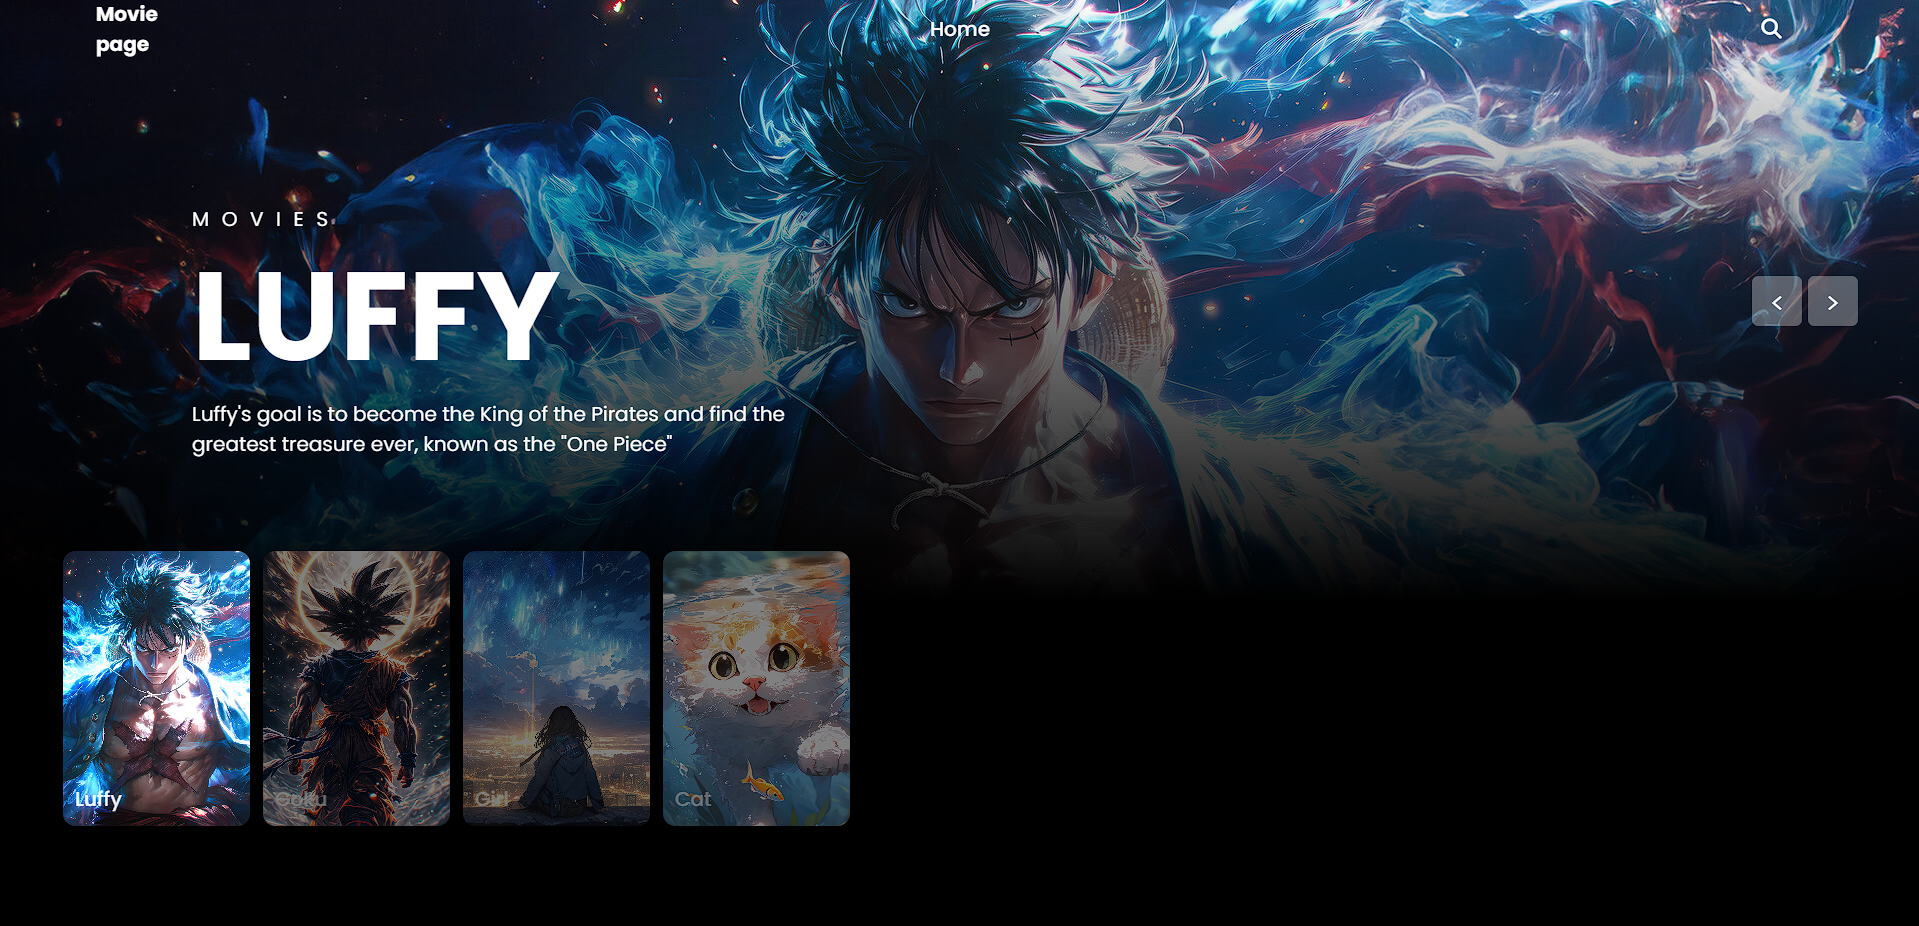 Movie
page
Home
MOVIES
LUFFY
Luffy's goal is to become the King of the Pirates and find the
greatest treasure ever, known as the "One Piece"
< >
Luffy
Goku
Girl
Cat